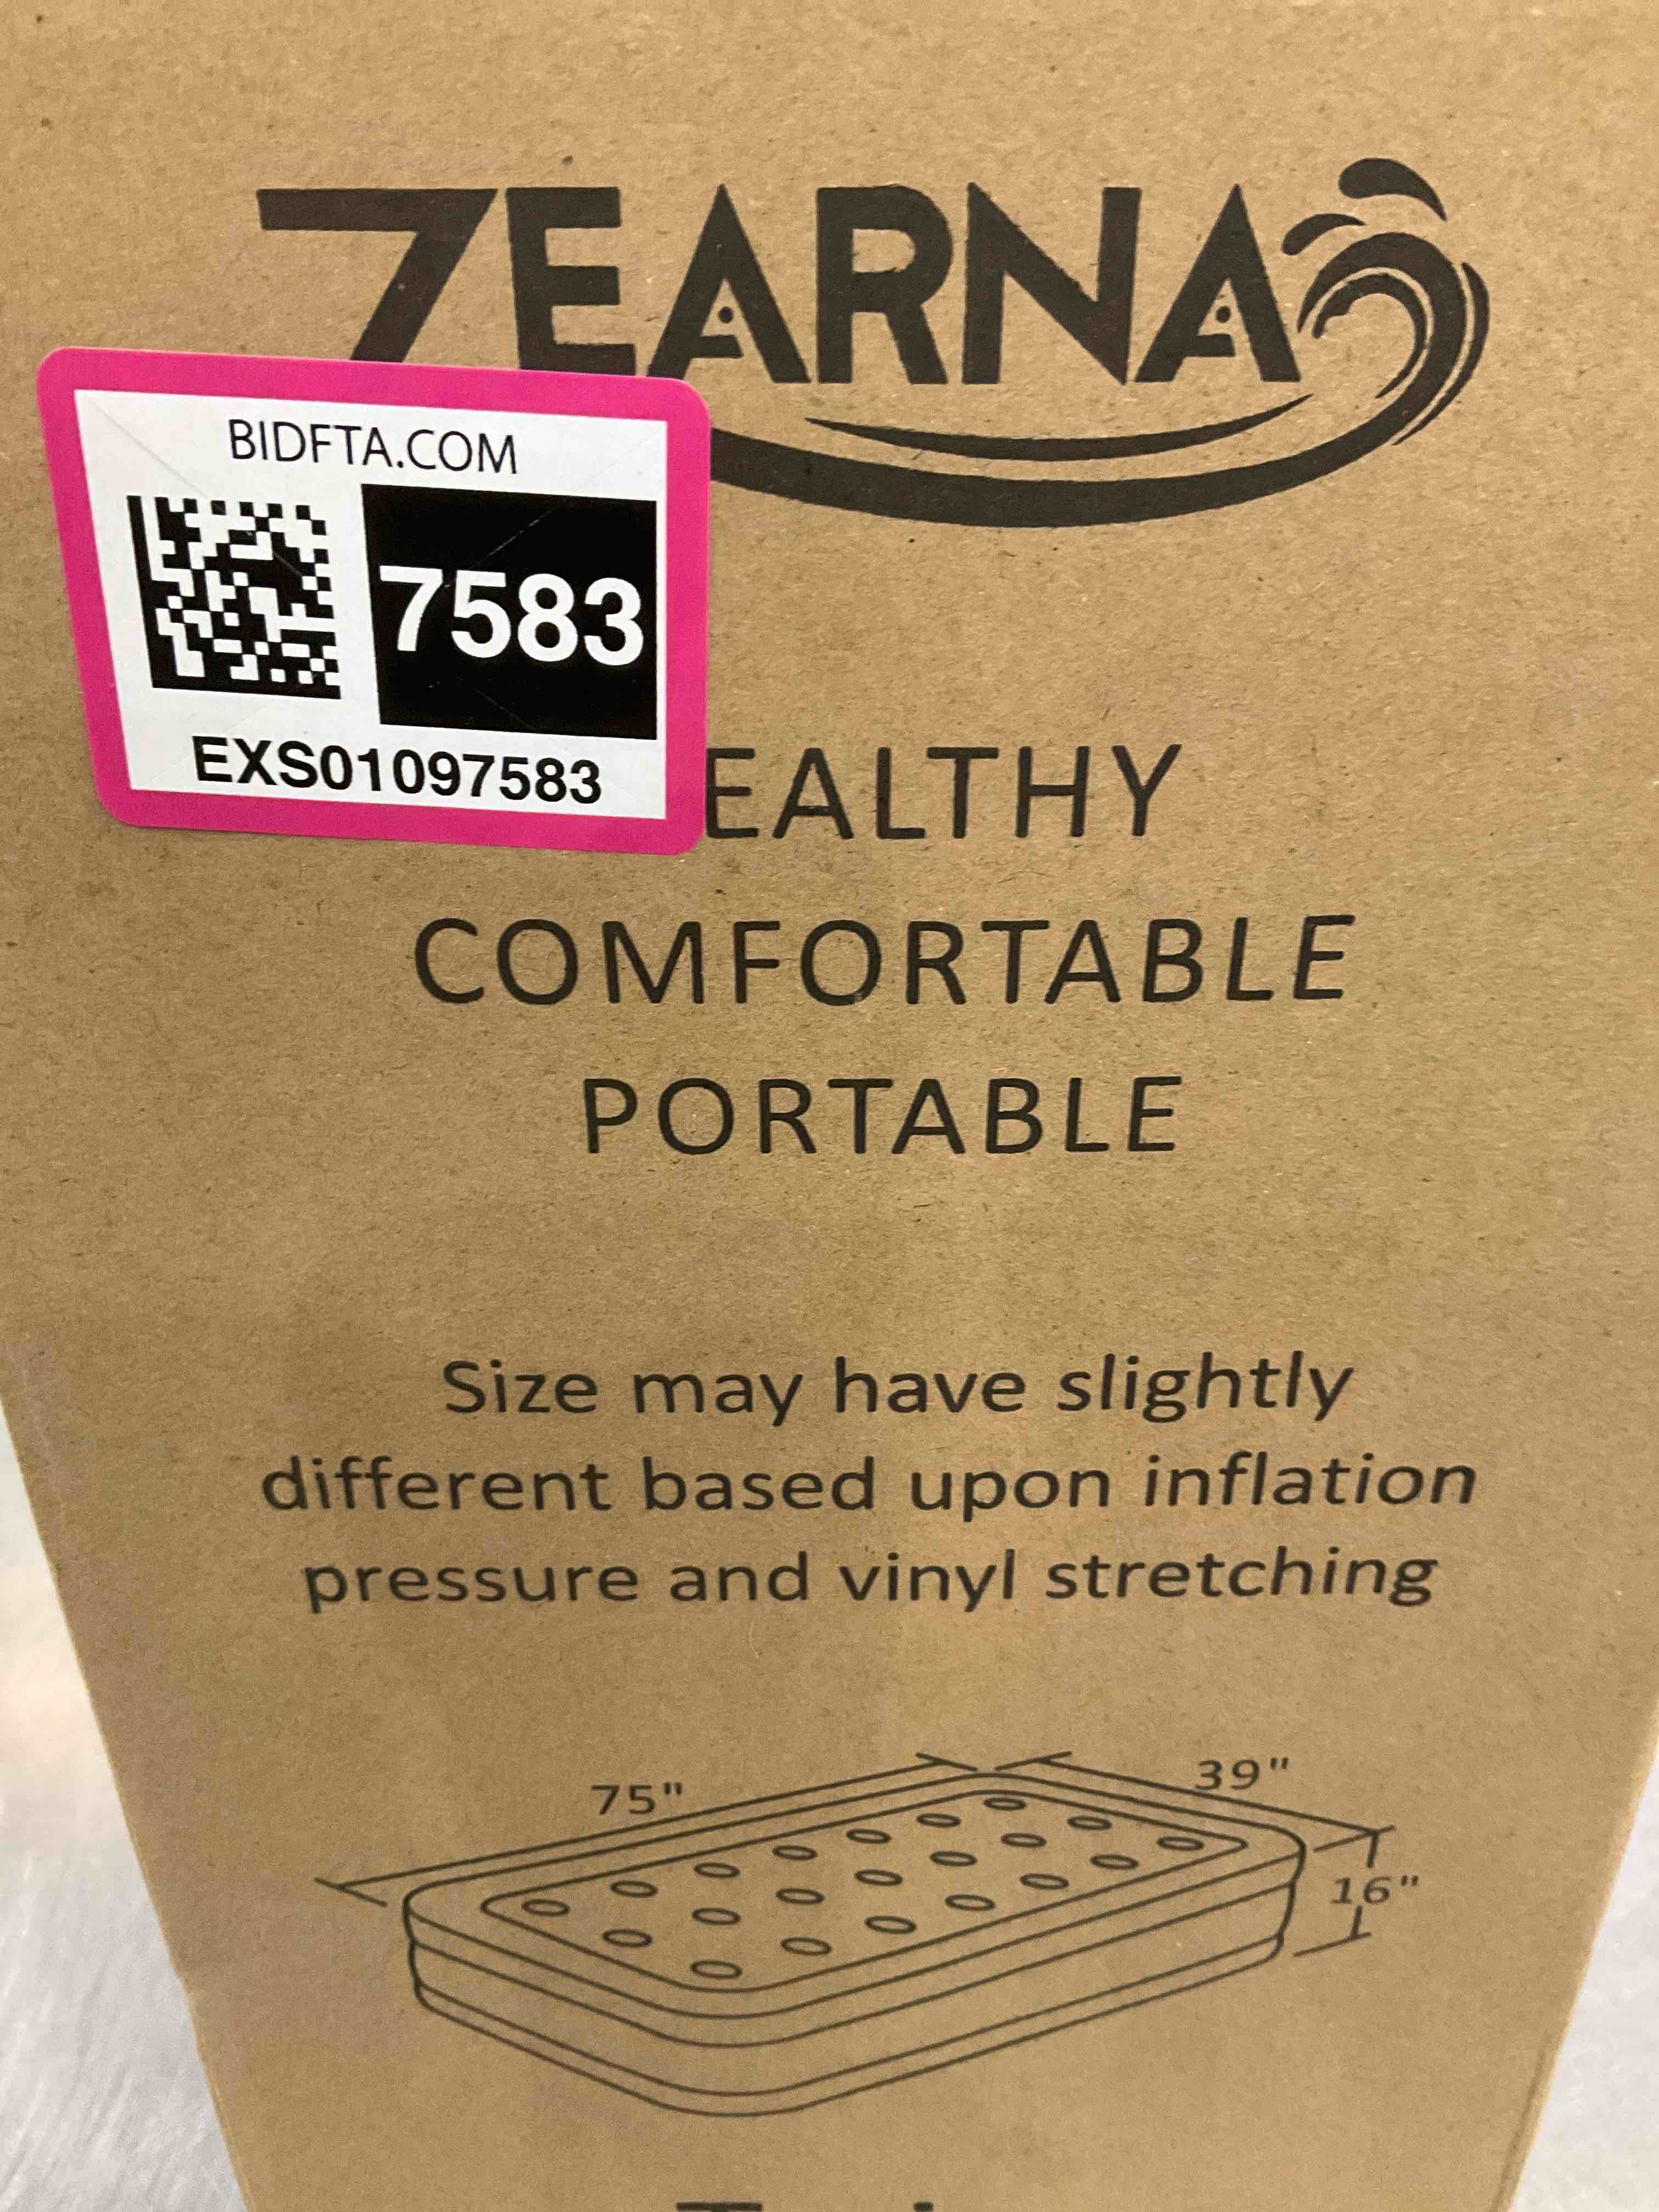 ZEARNA
BIDFTA.COM
7583
EXS01097583
EALTHY
COMFORTABLE
PORTABLE
Size may have slightly
different based upon inflation
pressure and vinyl stretching
75"
39"
16"